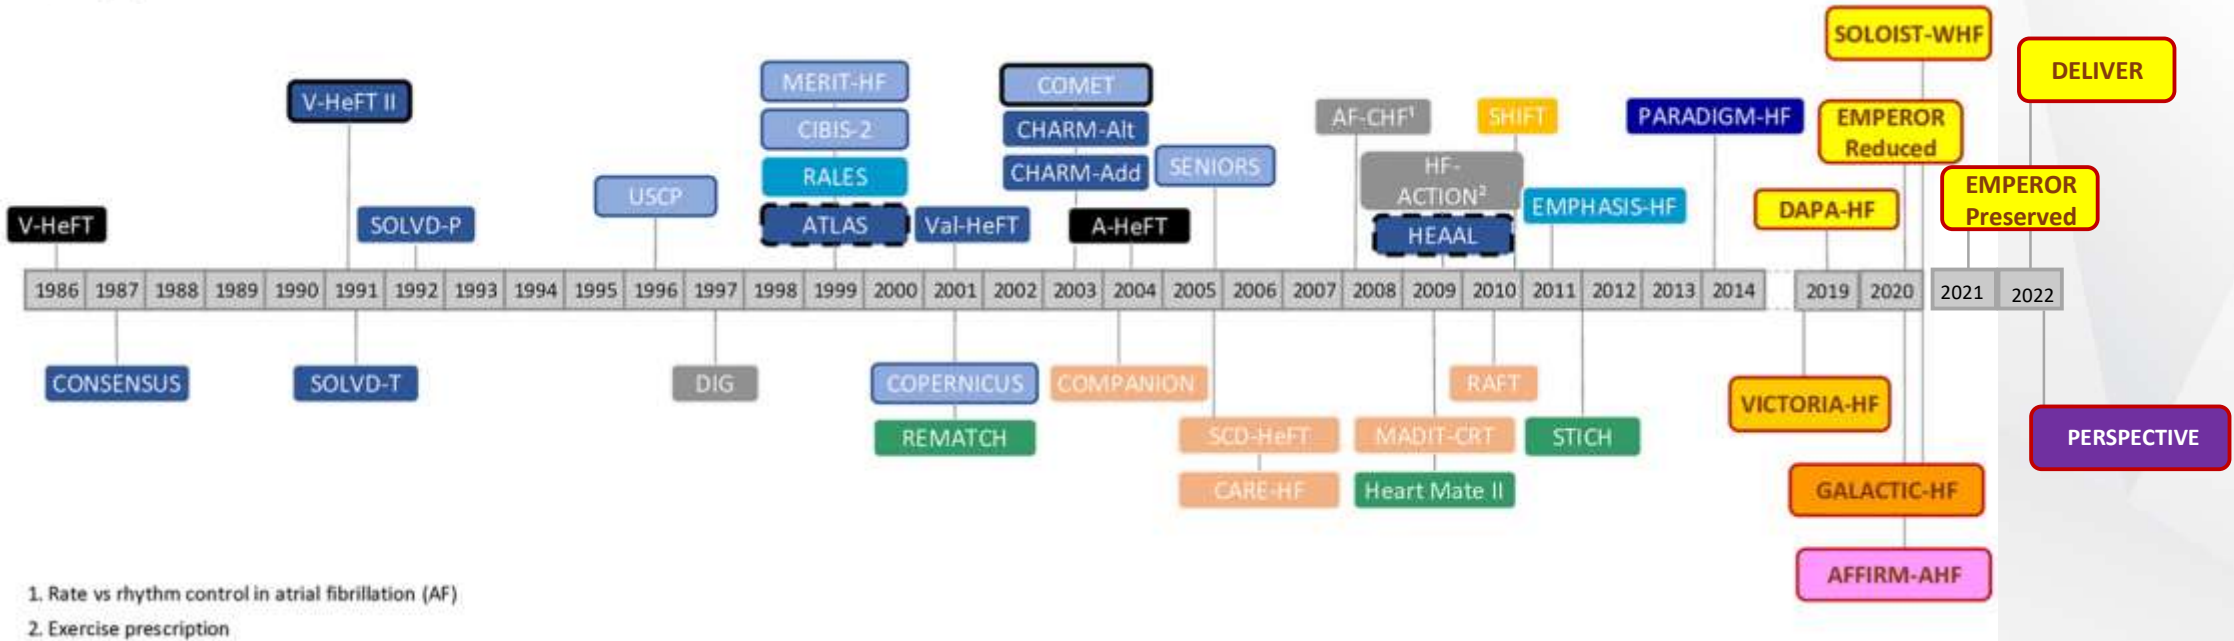 SOLOIST-WHF
DELIVER
MERIT-HF
COMET
V-HeFT II
CIBIS-2
CHARM-Alt
AF-CHF¹
SHIFT
PARADIGM-HF
EMPEROR
Reduced
RALES
CHARM-Add
SENIORS
HF-
ACTION²
USCP
EMPHASIS-HF
EMPEROR
Preserved
V-HeFT
SOLVD-P
ATLAS
Val-HeFT
A-HeFT
HEAAL
DAPA-HF
1986 1987 1988 1989 1990 1991 1992 1993 1994 1995 1996 1997 1998 1999 2000 2001 2002 2003 2004 2005 2006 2007 2008 2009 2010 2011 2012 2013 2014 2019 2020 2021 2022
CONSENSUS
SOLVD-T
DIG
COPERNICUS
COMPANION
RAFT
VICTORIA-HF
REMATCH
SCD-HeFT
MADIT-CRT
STICH
PERSPECTIVE
CARE-HF
Heart Mate II
GALACTIC-HF
AFFIRM-AHF
1. Rate vs rhythm control in atrial fibrillation (AF)
2. Exercise prescription